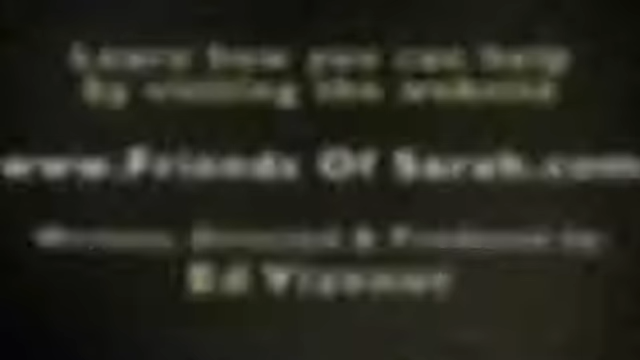 Learn how you can help
by visiting the website
www.Friends Of Sarah.com
Written, Directed & Produced by:
Ed